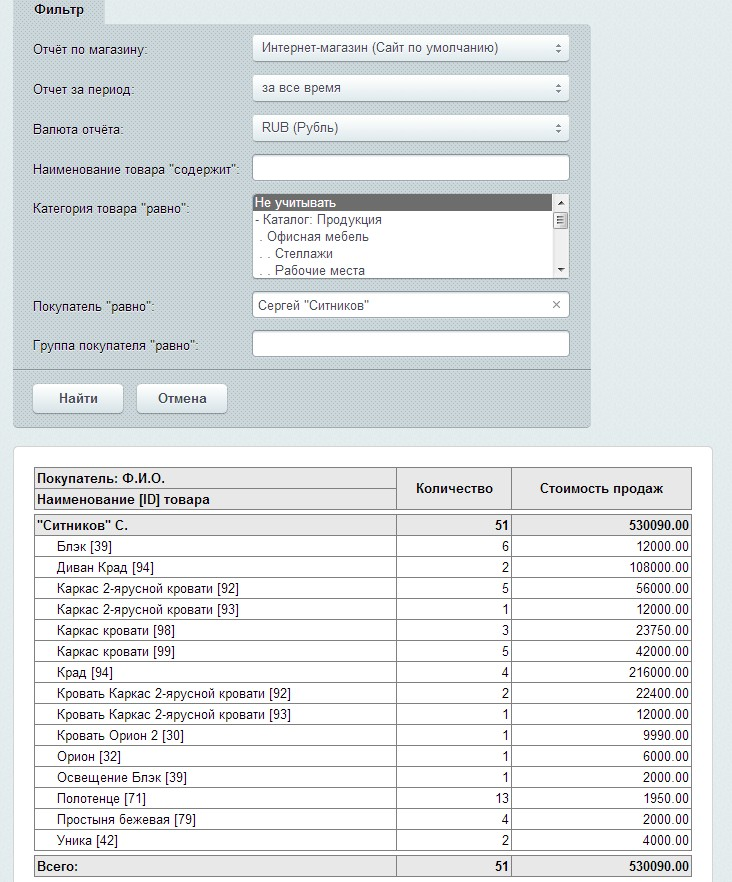 Фильтр
Отчёт по магазину: Интернет-магазин (Сайт по умолчанию)
Отчет за период: за все время
Валюта отчёта: RUB (Рубль)
Наименование товара "содержит":
Категория товара "равно": Не учитывать
- Каталог: Продукция
. Офисная мебель
. . Стеллажи
. . Рабочие места
Покупатель "равно": Сергей "Ситников" ×
Группа покупателя "равно":
Найти Отмена
Покупатель: Ф.И.О. Количество Стоимость продаж
Наименование [ID] товара
"Ситников" С. 51 530090.00
Блэк [39] 6 12000.00
Диван Крад [94] 2 108000.00
Каркас 2-ярусной кровати [92] 5 56000.00
Каркас 2-ярусной кровати [93] 1 12000.00
Каркас кровати [98] 3 23750.00
Каркас кровати [99] 5 42000.00
Крад [94] 4 216000.00
Кровать Каркас 2-ярусной кровати [92] 2 22400.00
Кровать Каркас 2-ярусной кровати [93] 1 12000.00
Кровать Орион 2 [30] 1 9990.00
Орион [32] 1 6000.00
Освещение Блэк [39] 1 2000.00
Полотенце [71] 13 1950.00
Простыня бежевая [79] 4 2000.00
Уника [42] 2 4000.00
Всего: 51 530090.00